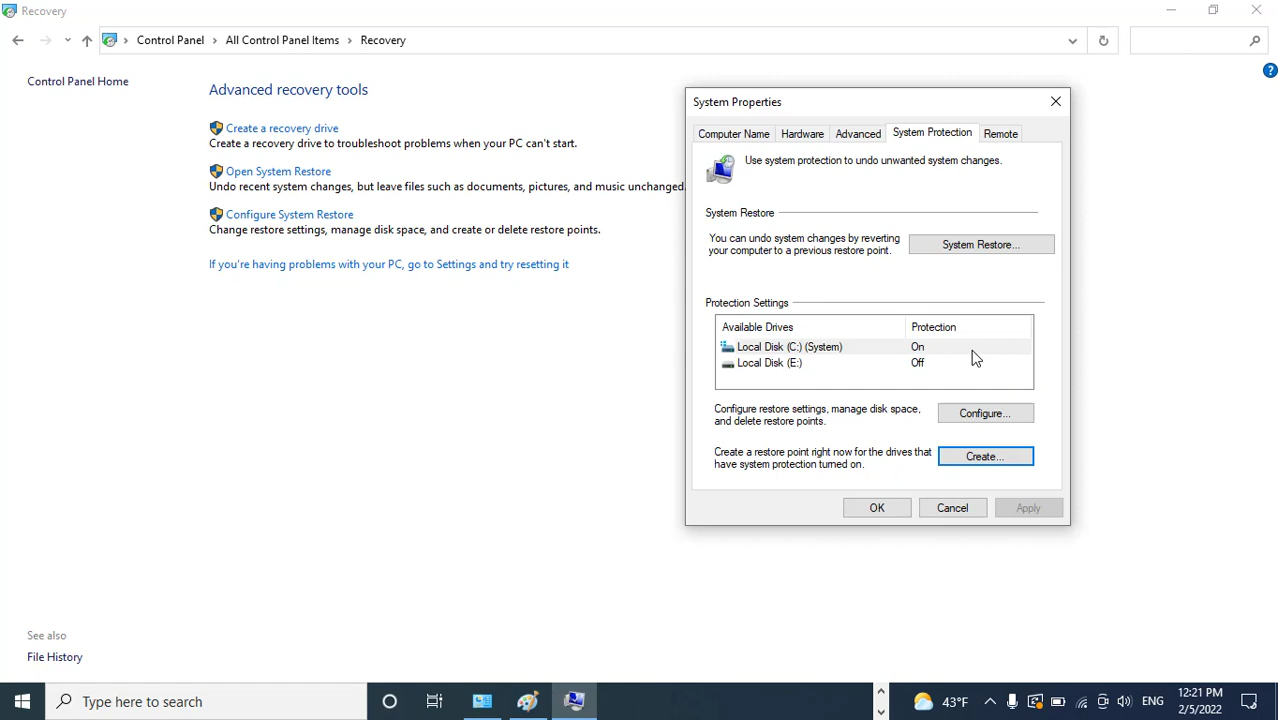 Recovery
Control Panel > All Control Panel Items > Recovery
Control Panel Home
Advanced recovery tools
Create a recovery drive
Create a recovery drive to troubleshoot problems when your PC can't start.
Open System Restore
Undo recent system changes, but leave files such as documents, pictures, and music unchanged.
Configure System Restore
Change restore settings, manage disk space, and create or delete restore points.
If you're having problems with your PC, go to Settings and try resetting it
See also
File History
System Properties
Computer Name Hardware Advanced System Protection Remote
Use system protection to undo unwanted system changes.
System Restore
You can undo system changes by reverting
your computer to a previous restore point.
System Restore...
Protection Settings
Available Drives Protection
Local Disk (C:) (System) On
Local Disk (E:) Off
Configure restore settings, manage disk space,
and delete restore points.
Configure...
Create a restore point right now for the drives that
have system protection turned on.
Create...
OK Cancel Apply
Type here to search
43°F
ENG
12:21 PM
2/5/2022